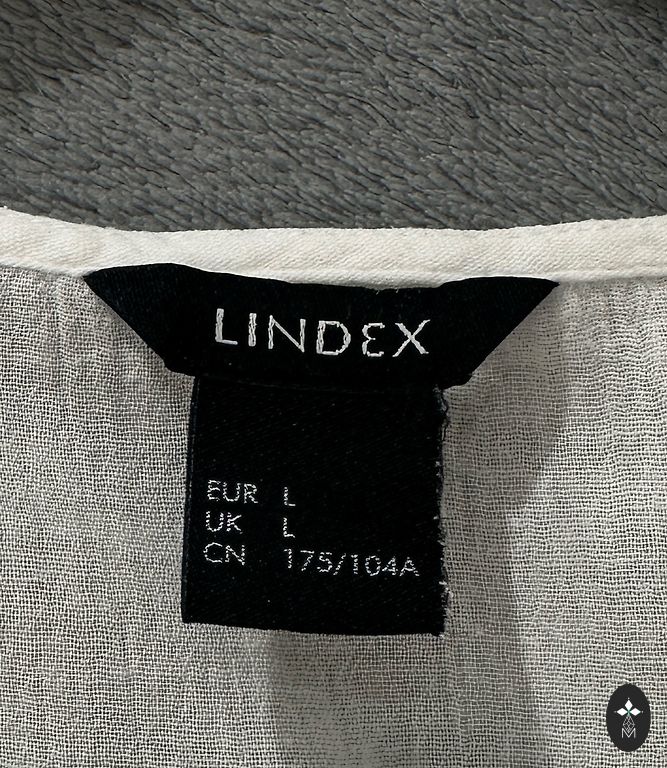 LINDEX
EUR L
UK L
CN 175/104A
M